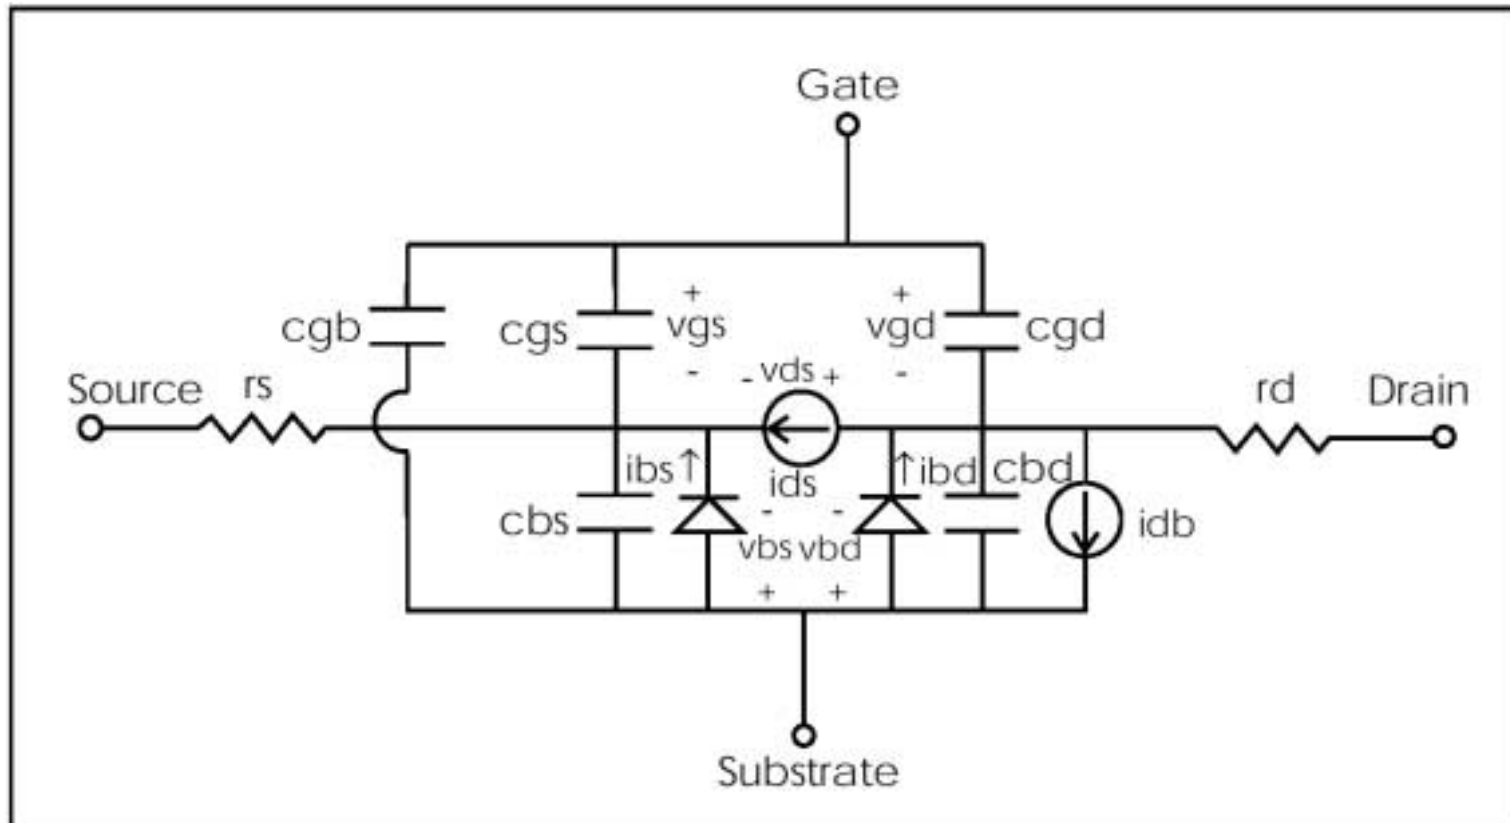 Gate
+ +
cgb cgs vgs vgd cgd
- -
- vds +
Source rs rd Drain
ibs ↑ ids ↑ ibd cbd
- -
cbs idb
vbs vbd
+ +
Substrate